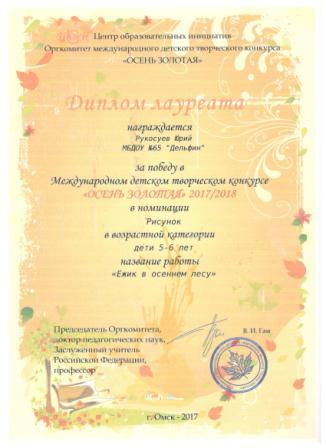 Центр образовательных инициатив
Оргкомитет международного детского творческого конкурса
«ОСЕНЬ ЗОЛОТАЯ»
Диплом лауреата
награждается
Рукосуев Юрий
МБДОУ №65 "Дельфин"
за победу в
Международном детском творческом конкурсе
«ОСЕНЬ ЗОЛОТАЯ» 2017/2018
в номинации
Рисунок
в возрастной категории
дети 5-6 лет
название работы
«Ежик в осеннем лесу»
Председатель Оргкомитета,
доктор педагогических наук,
Заслуженный учитель
Российской Федерации,
профессор
В. И. Гам
г. Омск - 2017